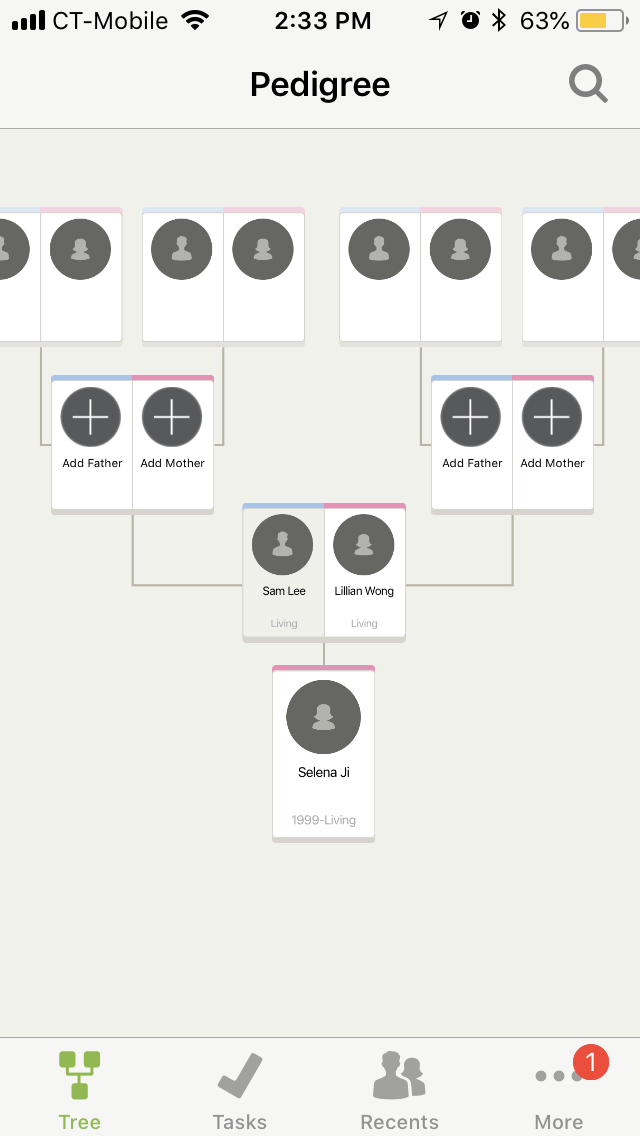 CT-Mobile 2:33 PM 63%
Pedigree
Add Father Add Mother Add Father Add Mother
Sam Lee Lillian Wong
Living Living
Selena Ji
1999-Living
1
Tree Tasks Recents More